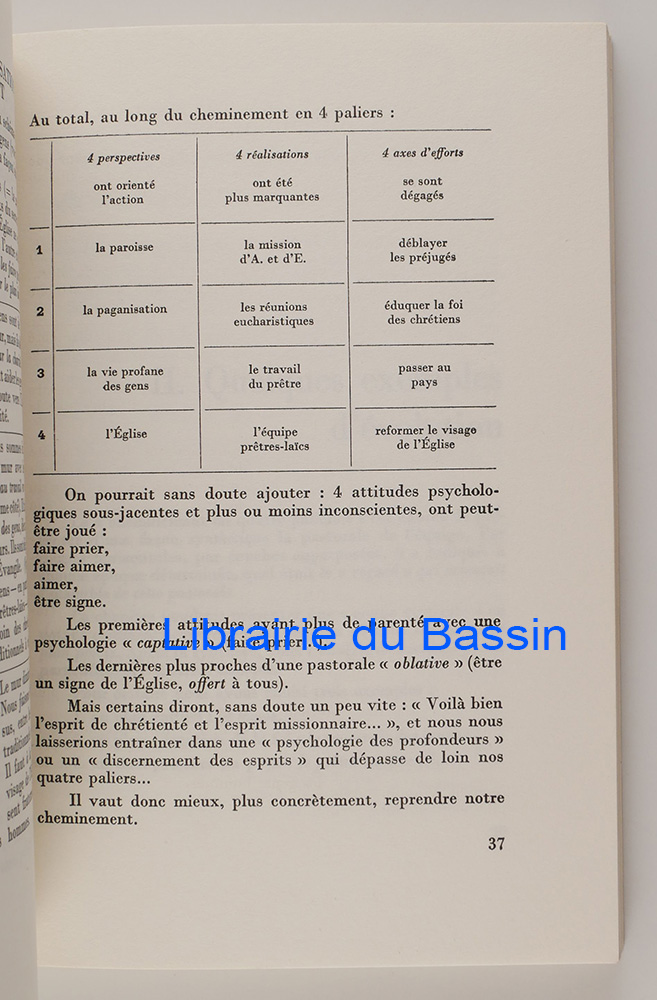 Au total, au long du cheminement en 4 paliers :
4 perspectives 4 réalisations 4 axes d'efforts
ont orienté ont été se sont
l'action plus marquantes dégagés
1 la paroisse la mission déblayer
d'A. et d'E. les préjugés
2 la paganisation les réunions éduquer la foi
eucharistiques des chrétiens
3 la vie profane le travail passer au
des gens du prêtre pays
4 l'Église l'équipe reformer le visage
prêtres-laïcs de l'Église
On pourrait sans doute ajouter : 4 attitudes psycholo-
giques sous-jacentes et plus ou moins inconscientes, ont peut-
être joué :
faire prier,
faire aimer,
aimer,
être signe.
Les premières attitudes ayant plus de parenté avec une
psychologie « captative » (faire prier...).
Librairie du Bassin
Les dernières plus proches d'une pastorale « oblative » (être
un signe de l'Église, offert à tous).
Mais certains diront, sans doute un peu vite : « Voilà bien
l'esprit de chrétienté et l'esprit missionnaire... », et nous nous
laisserions entraîner dans une « psychologie des profondeurs »
ou un « discernement des esprits » qui dépasse de loin nos
quatre paliers...
Il vaut donc mieux, plus concrètement, reprendre notre
cheminement.
37